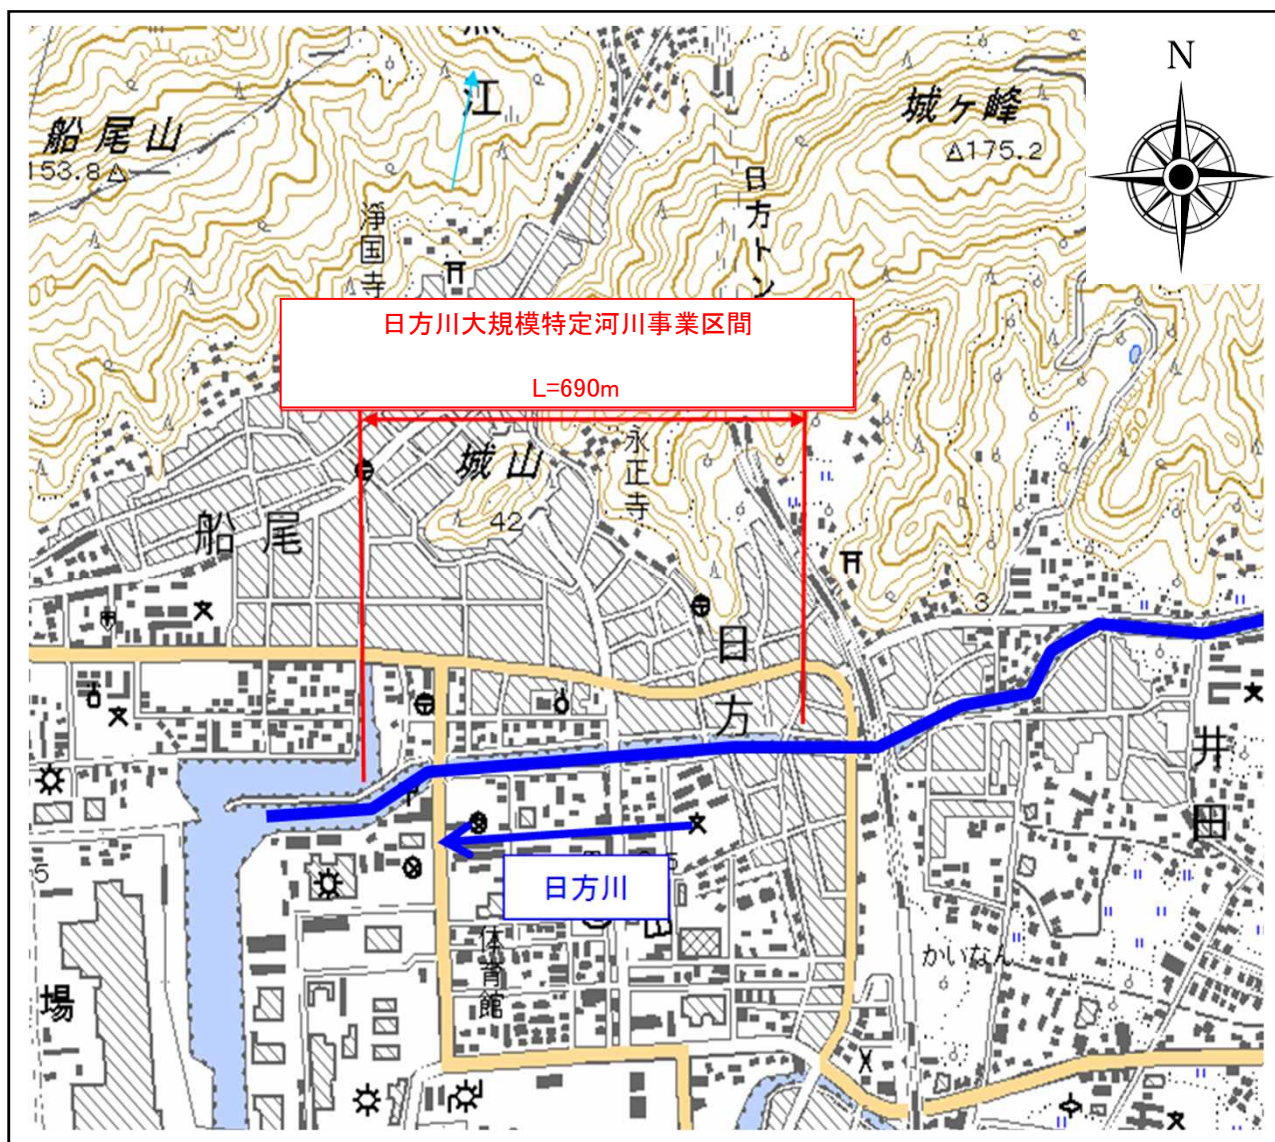 N
江
船尾山
153.8
城ヶ峰
175.2
日方トン
浄国寺
日方川大規模特定河川事業区間
L=690m
城山
42
永正寺
50
船尾
3
日方
井田
5
日方川
体育館
かいなん
場